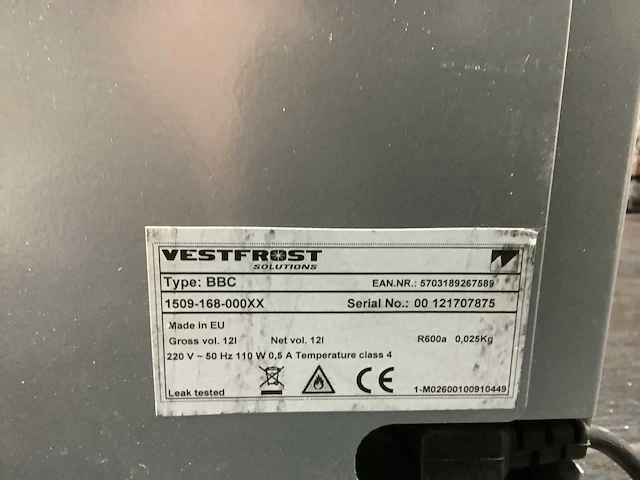 VESTFROST
SOLUTIONS
Type: BBC EAN.NR.: 5703189267589
1509-168-000XX Serial No.: 00 121707875
Made in EU
Gross vol. 12l Net vol. 12l R600a 0,025Kg
220 V ~ 50 Hz 110 W 0,5 A Temperature class 4
Leak tested CE 1-M02600100910449